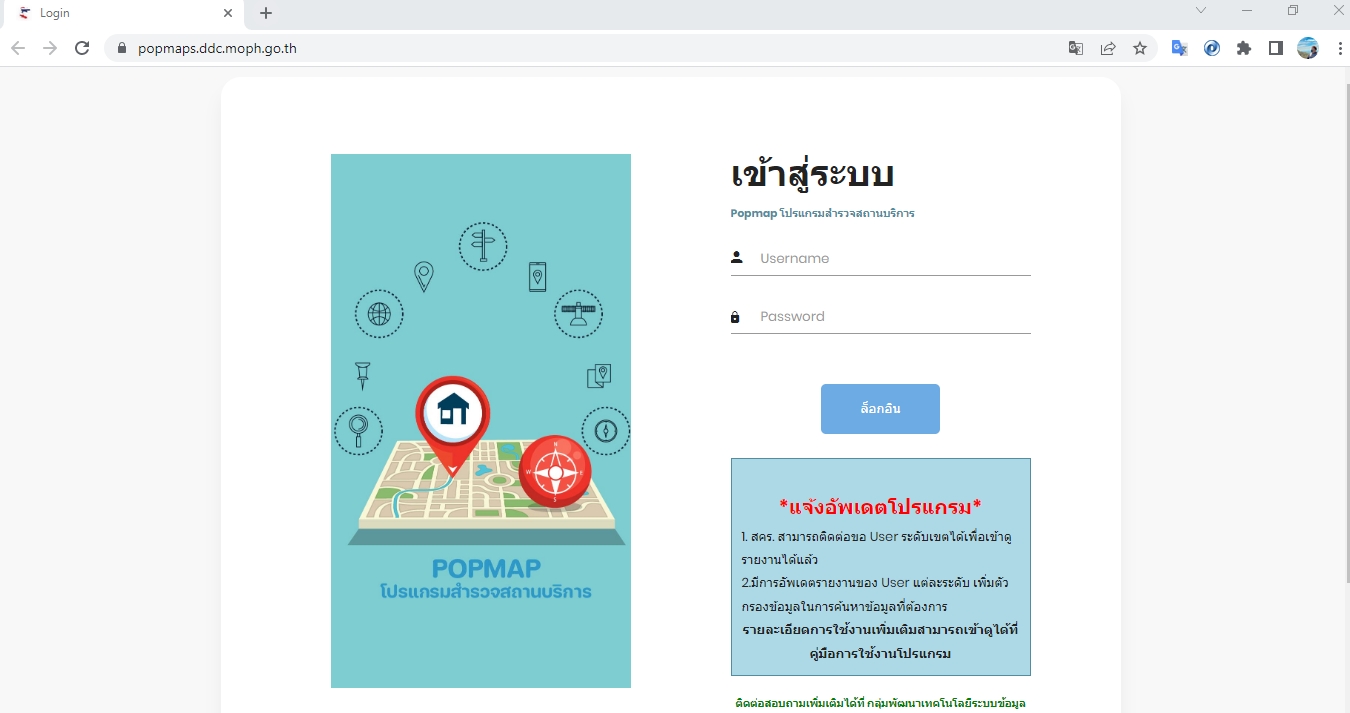 Login
popmaps.ddc.moph.go.th
เข้าสู่ระบบ
Popmap โปรแกรมสำรวจสถานบริการ
Username
Password
ล็อกอิน
N
W
E
S
POPMAP
โปรแกรมสำรวจสถานบริการ
*แจ้งอัพเดตโปรแกรม*
1. สคร. สามารถติดต่อขอ User ระดับเขตได้เพื่อเข้าดู
รายงานได้แล้ว
2.มีการอัพเดตรายงานของ User แต่ละระดับ เพิ่มตัว
กรองข้อมูลในการค้นหาข้อมูลที่ต้องการ
รายละเอียดการใช้งานเพิ่มเติมสามารถเข้าดูได้ที่
คู่มือการใช้งานโปรแกรม
ติดต่อสอบถามเพิ่มเติมได้ที่ กลุ่มพัฒนาเทคโนโลยีระบบข้อมูล